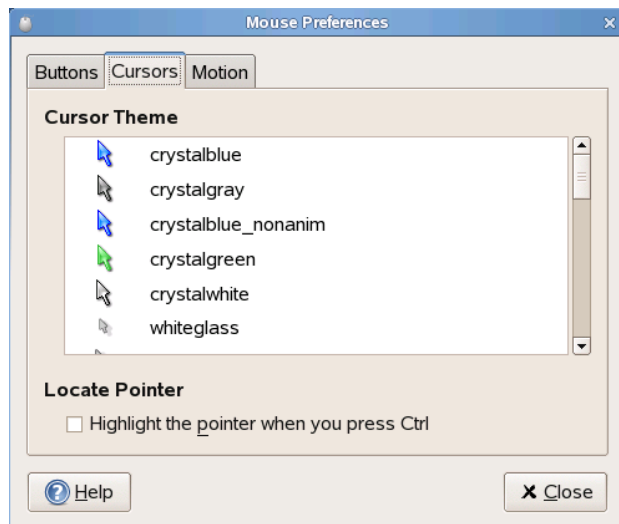 Mouse Preferences
Buttons Cursors Motion
Cursor Theme
crystalblue
crystalgray
crystalblue_nonanim
crystalgreen
crystalwhite
whiteglass
Locate Pointer
Highlight the pointer when you press Ctrl
Help Close